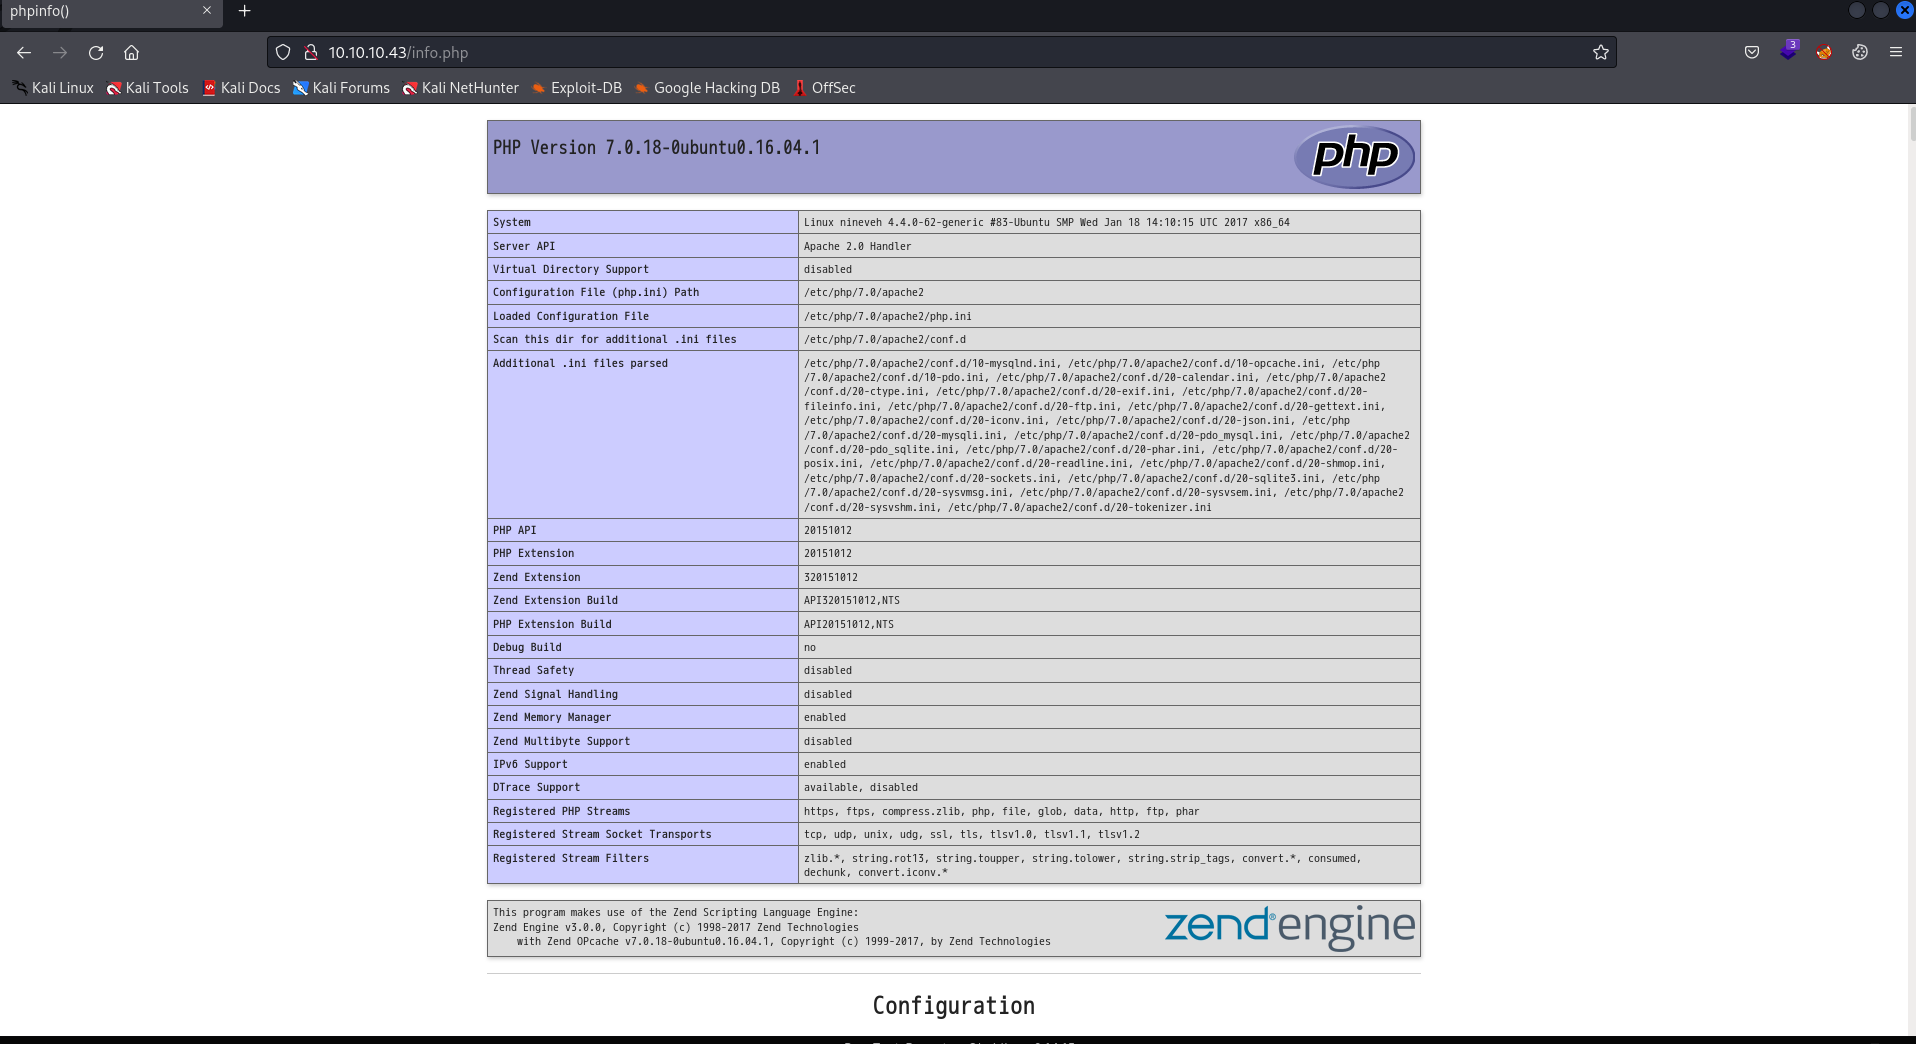 phpinfo()
10.10.10.43/info.php
3
Kali Linux Kali Tools Kali Docs Kali Forums Kali NetHunter Exploit-DB Google Hacking DB OffSec
PHP Version 7.0.18-0ubuntu0.16.04.1
php
System Linux nineveh 4.4.0-62-generic #83-Ubuntu SMP Wed Jan 18 14:10:15 UTC 2017 x86_64
Server API Apache 2.0 Handler
Virtual Directory Support disabled
Configuration File (php.ini) Path /etc/php/7.0/apache2
Loaded Configuration File /etc/php/7.0/apache2/php.ini
Scan this dir for additional .ini files /etc/php/7.0/apache2/conf.d
Additional .ini files parsed /etc/php/7.0/apache2/conf.d/10-mysqlnd.ini, /etc/php/7.0/apache2/conf.d/10-opcache.ini, /etc/php
/7.0/apache2/conf.d/10-pdo.ini, /etc/php/7.0/apache2/conf.d/20-calendar.ini, /etc/php/7.0/apache2
/conf.d/20-ctype.ini, /etc/php/7.0/apache2/conf.d/20-exif.ini, /etc/php/7.0/apache2/conf.d/20-
fileinfo.ini, /etc/php/7.0/apache2/conf.d/20-ftp.ini, /etc/php/7.0/apache2/conf.d/20-gettext.ini,
/etc/php/7.0/apache2/conf.d/20-iconv.ini, /etc/php/7.0/apache2/conf.d/20-json.ini, /etc/php
/7.0/apache2/conf.d/20-mysqli.ini, /etc/php/7.0/apache2/conf.d/20-pdo_mysql.ini, /etc/php/7.0/apache2
/conf.d/20-pdo_sqlite.ini, /etc/php/7.0/apache2/conf.d/20-phar.ini, /etc/php/7.0/apache2/conf.d/20-
posix.ini, /etc/php/7.0/apache2/conf.d/20-readline.ini, /etc/php/7.0/apache2/conf.d/20-shmop.ini,
/etc/php/7.0/apache2/conf.d/20-sockets.ini, /etc/php/7.0/apache2/conf.d/20-sqlite3.ini, /etc/php
/7.0/apache2/conf.d/20-sysvmsg.ini, /etc/php/7.0/apache2/conf.d/20-sysvsem.ini, /etc/php/7.0/apache2
/conf.d/20-sysvshm.ini, /etc/php/7.0/apache2/conf.d/20-tokenizer.ini
PHP API 20151012
PHP Extension 20151012
Zend Extension 320151012
Zend Extension Build API320151012,NTS
PHP Extension Build API20151012,NTS
Debug Build no
Thread Safety disabled
Zend Signal Handling disabled
Zend Memory Manager enabled
Zend Multibyte Support disabled
IPv6 Support enabled
DTrace Support available, disabled
Registered PHP Streams https, ftps, compress.zlib, php, file, glob, data, http, ftp, phar
Registered Stream Socket Transports tcp, udp, unix, udg, ssl, tls, tlsv1.0, tlsv1.1, tlsv1.2
Registered Stream Filters zlib.*, string.rot13, string.toupper, string.tolower, string.strip_tags, convert.*, consumed,
dechunk, convert.iconv.*
This program makes use of the Zend Scripting Language Engine:
Zend Engine v3.0.0, Copyright (c) 1998-2017 Zend Technologies
with Zend OPcache v7.0.18-0ubuntu0.16.04.1, Copyright (c) 1999-2017, by Zend Technologies
zend® engine
Configuration